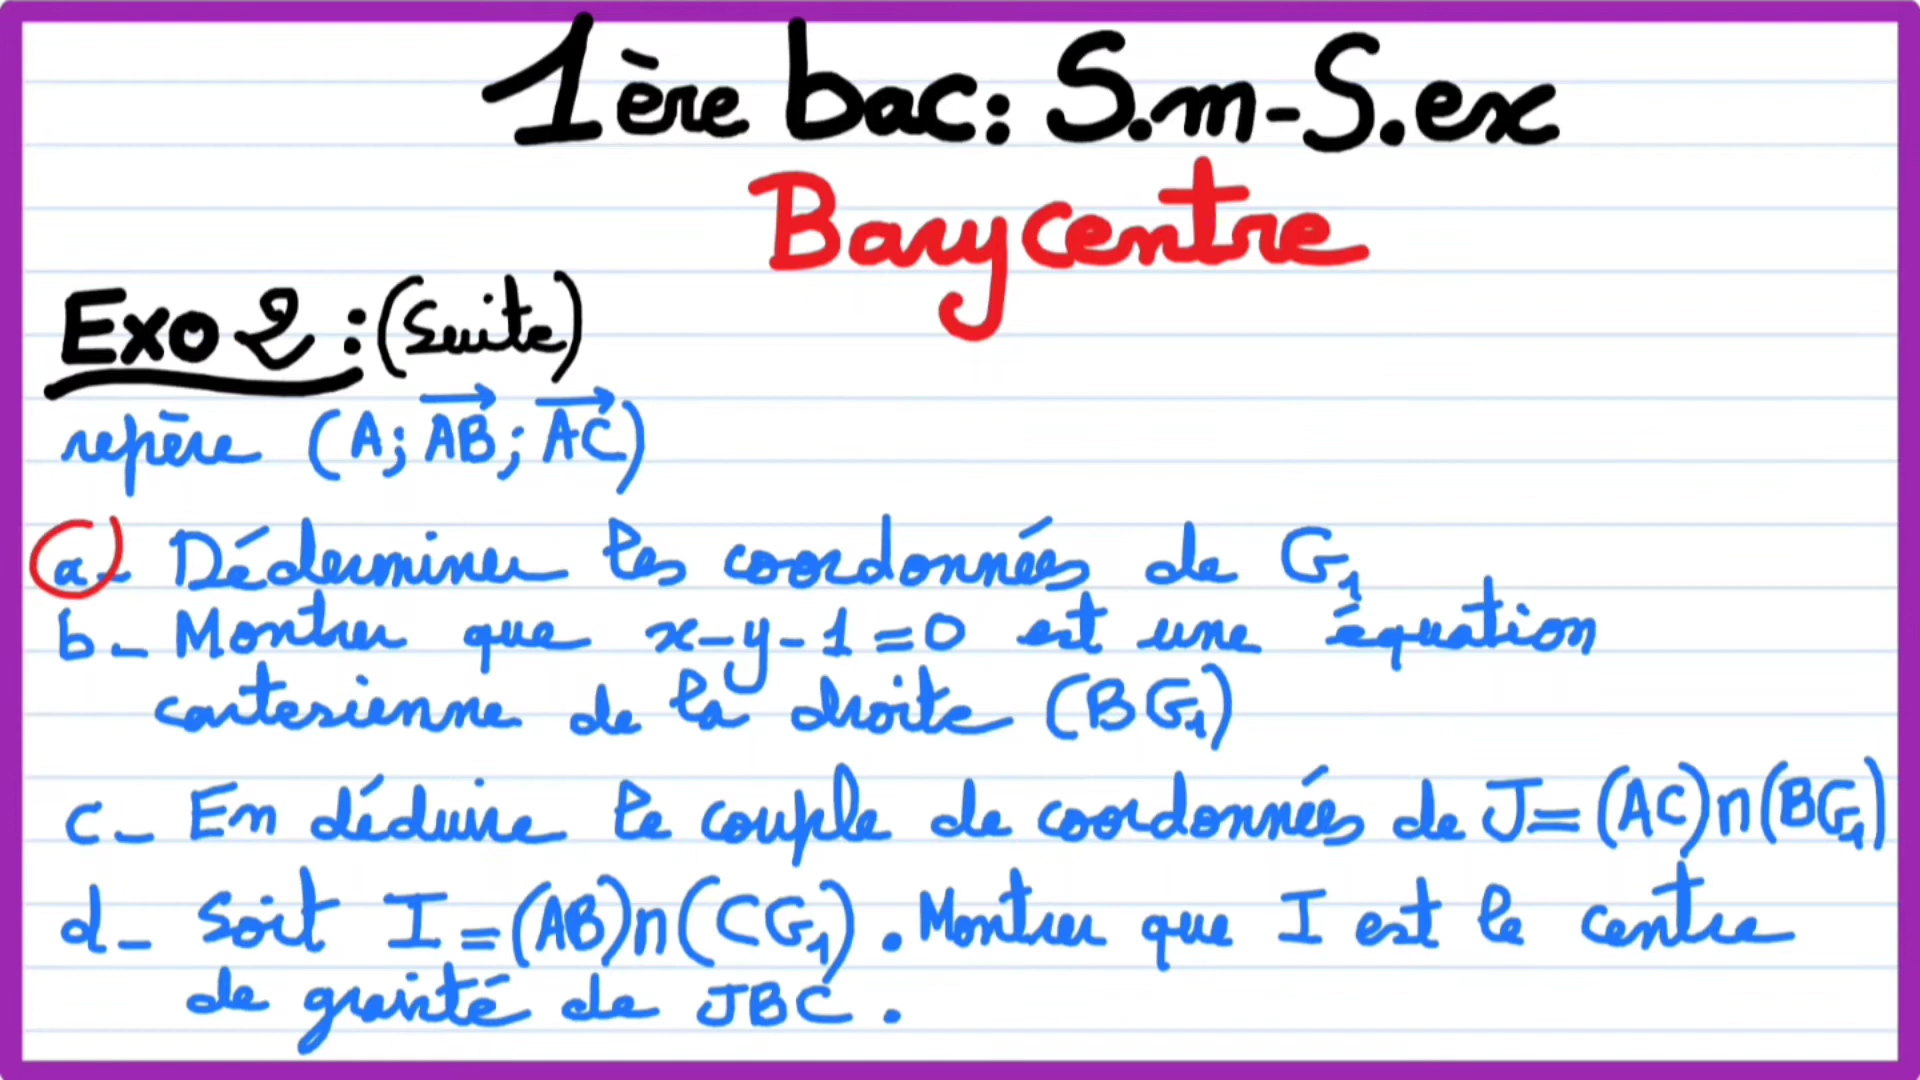 1ère bac: S.m-S.ex
Barycentre
Exo 2 : (Suite)
repère (A; AB; AC)
a- Déderminer les coordonnées de G1
b- Montrer que x-y-1=0 est une équation
cartesienne de la droite (BG1)
c- En déduire le couple de coordonnées de J=(AC)∩(BG1)
d- Soit I=(AB)∩(CG1). Montrer que I est le centre
de gravité de JBC.